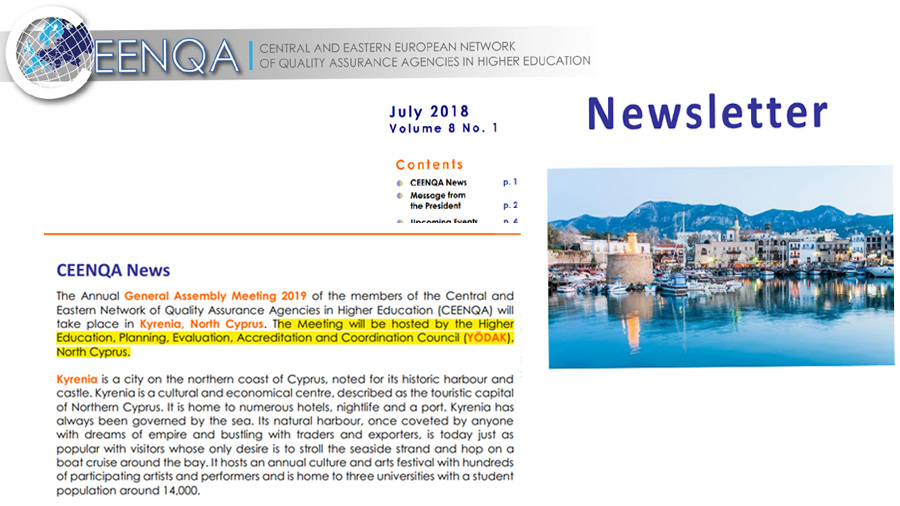 CEENQA
CENTRAL AND EASTERN EUROPEAN NETWORK
OF QUALITY ASSURANCE AGENCIES IN HIGHER EDUCATION
July 2018
Volume 8 No. 1
Newsletter
Contents
CEENQA News p. 1
Message from
the President p. 2
Upcoming Events p. 4
CEENQA News
The Annual General Assembly Meeting 2019 of the members of the Central and
Eastern Network of Quality Assurance Agencies in Higher Education (CEENQA) will
take place in Kyrenia, North Cyprus. The Meeting will be hosted by the Higher
Education, Planning, Evaluation, Accreditation and Coordination Council (YÖDAK),
North Cyprus.
Kyrenia is a city on the northern coast of Cyprus, noted for its historic harbour and
castle. Kyrenia is a cultural and economical centre, described as the touristic capital
of Northern Cyprus. It is home to numerous hotels, nightlife and a port. Kyrenia has
always been governed by the sea. Its natural harbour, once coveted by anyone
with dreams of empire and bustling with traders and exporters, is today just as
popular with visitors whose only desire is to stroll the seaside strand and hop on a
boat cruise around the bay. It hosts an annual culture and arts festival with hundreds
of participating artists and performers and is home to three universities with a student
population around 14,000.